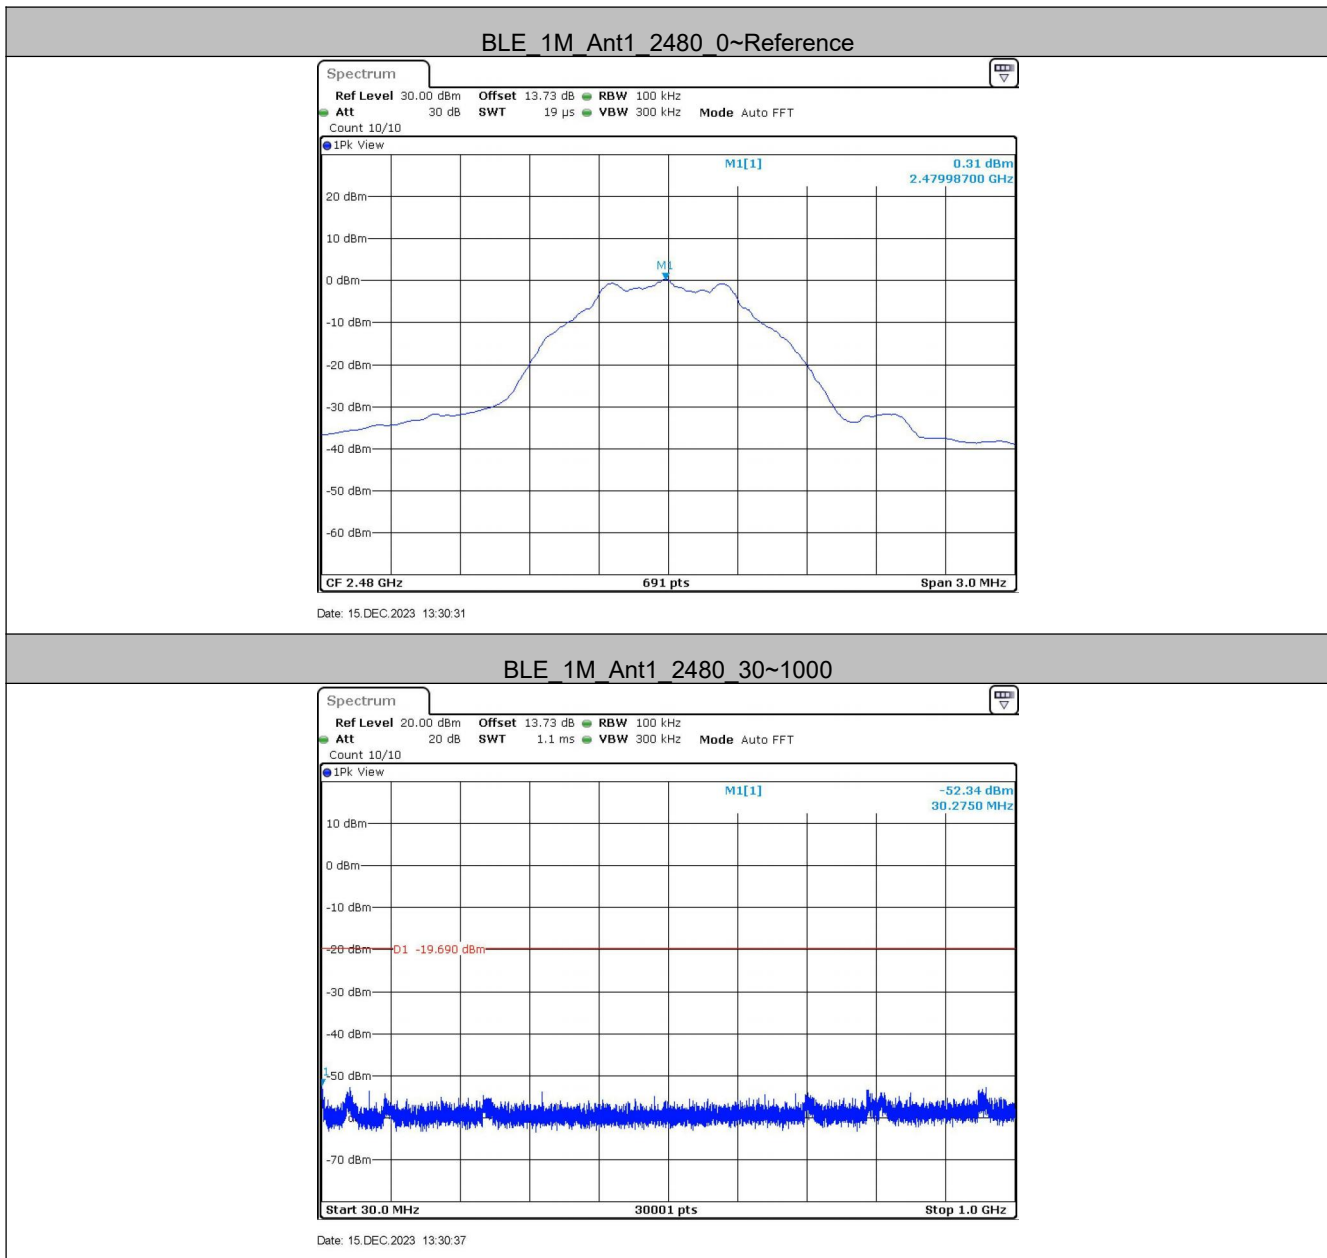 BLE_1M_Ant1_2480_0~Reference
Spectrum
Ref Level 30.00 dBm Offset 13.73 dB RBW 100 kHz
Att 30 dB SWT 19 µs VBW 300 kHz Mode Auto FFT
Count 10/10
1Pk View
M1[1] 0.31 dBm
2.47998700 GHz
20 dBm
10 dBm
M1
0 dBm
-10 dBm
-20 dBm
-30 dBm
-40 dBm
-50 dBm
-60 dBm
CF 2.48 GHz 691 pts Span 3.0 MHz
Date: 15.DEC.2023 13:30:31
BLE_1M_Ant1_2480_30~1000
Spectrum
Ref Level 20.00 dBm Offset 13.73 dB RBW 100 kHz
Att 20 dB SWT 1.1 ms VBW 300 kHz Mode Auto FFT
Count 10/10
1Pk View
M1[1] -52.34 dBm
30.2750 MHz
10 dBm
0 dBm
-10 dBm
-20 dBm D1 -19.690 dBm
-30 dBm
-40 dBm
-50 dBm
-70 dBm
Start 30.0 MHz 30001 pts Stop 1.0 GHz
Date: 15.DEC.2023 13:30:37